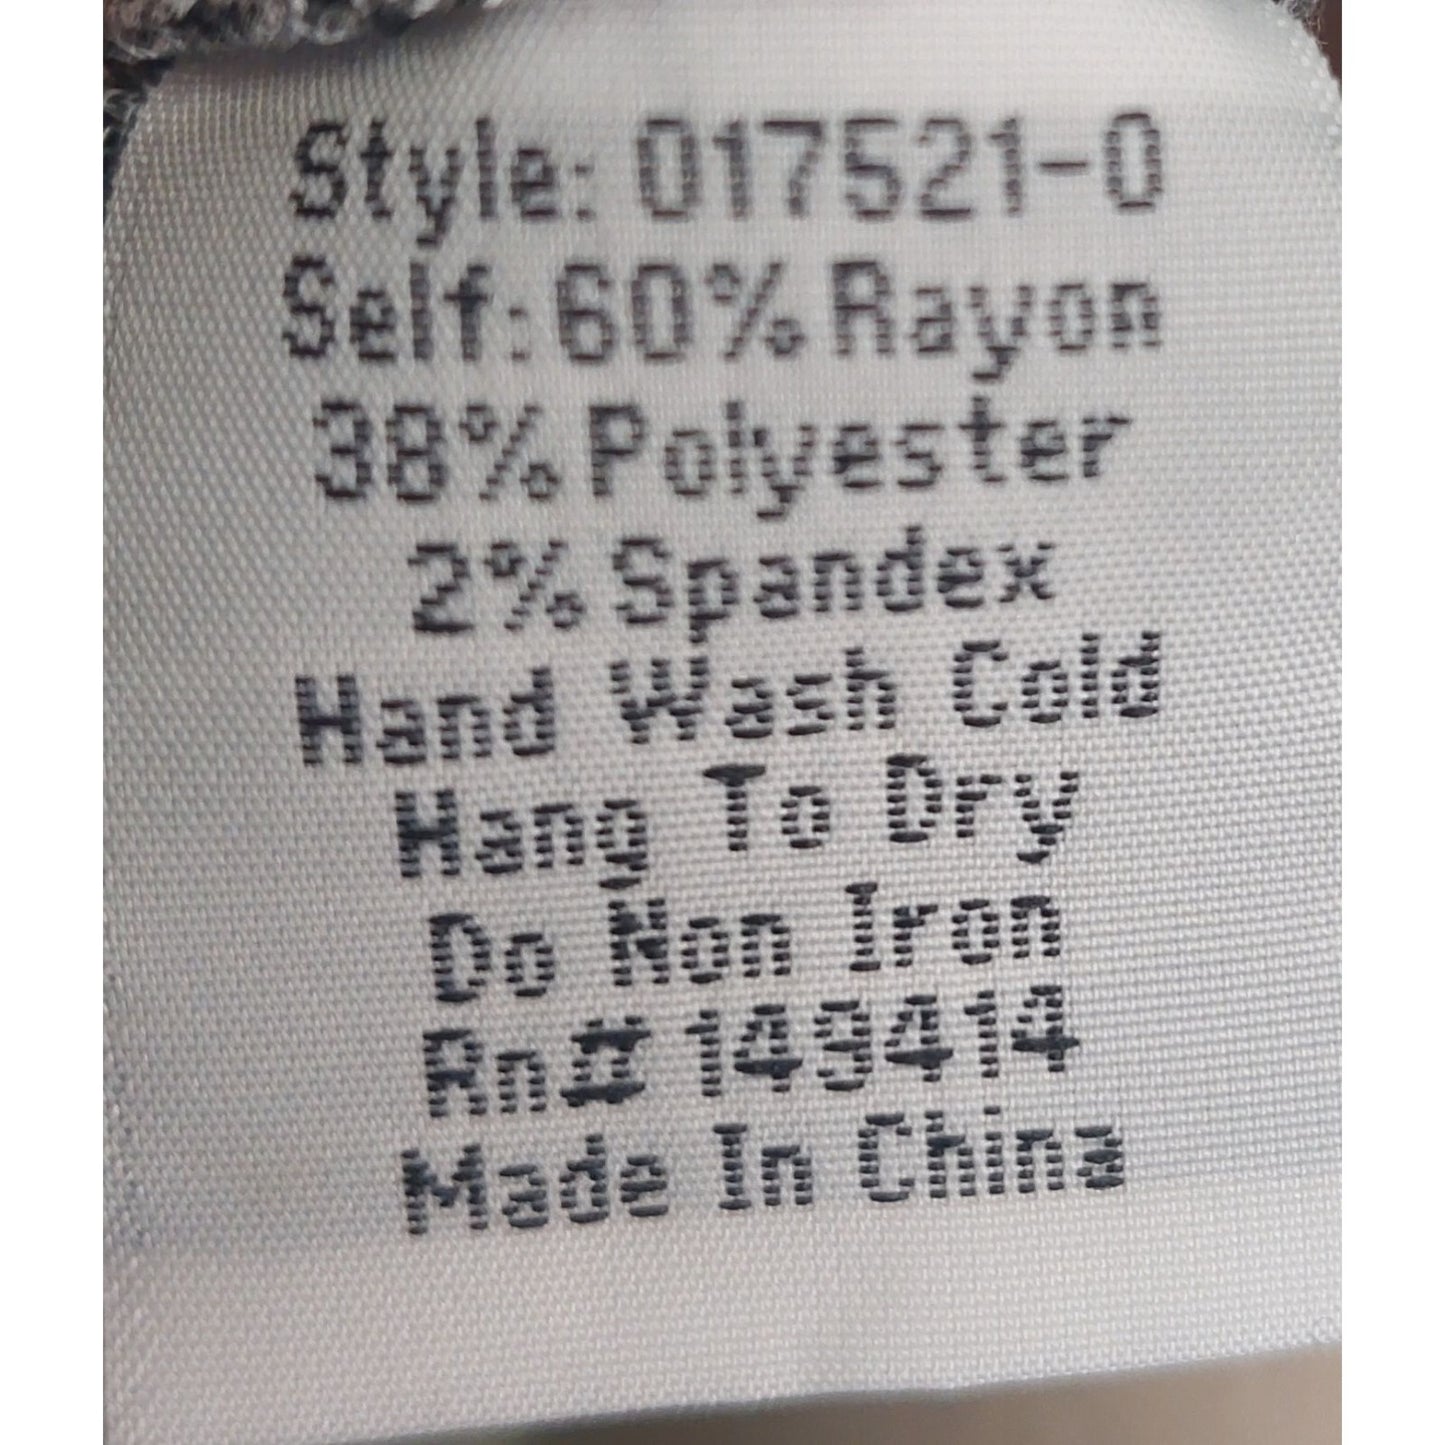 Style: 017521-0
Self: 60% Rayon
38% Polyester
2% Spandex
Hand Wash Cold
Hang To Dry
Do Non Iron
Rn# 149414
Made In China